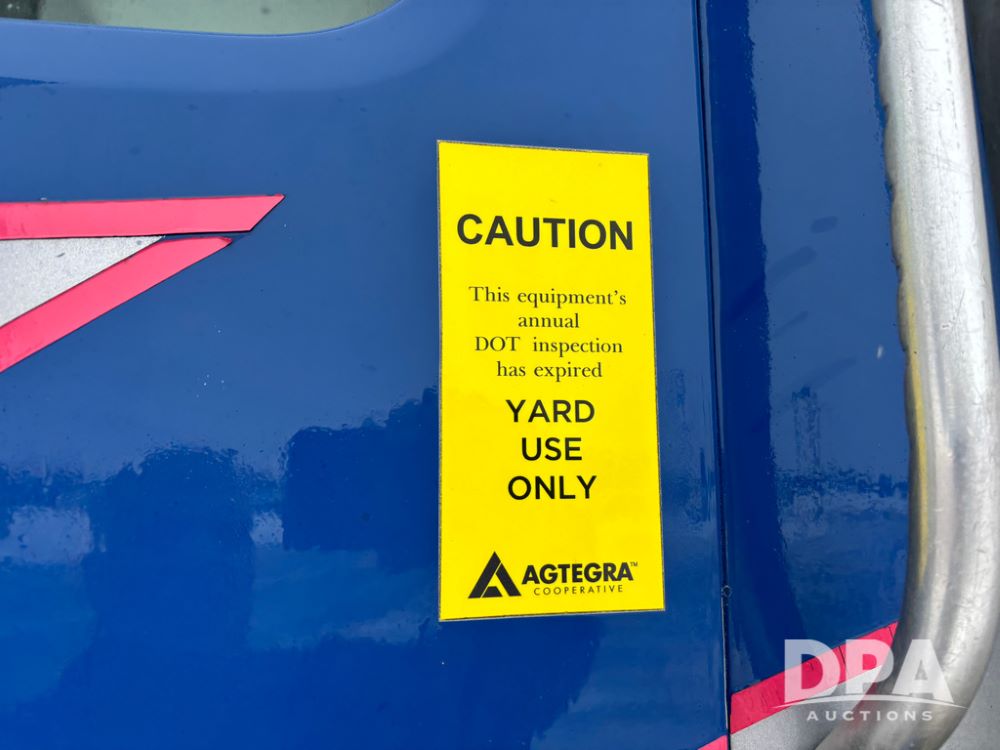 CAUTION
This equipment's
annual
DOT inspection
has expired
YARD
USE
ONLY
AGTEGRA™
COOPERATIVE
DPA
AUCTIONS